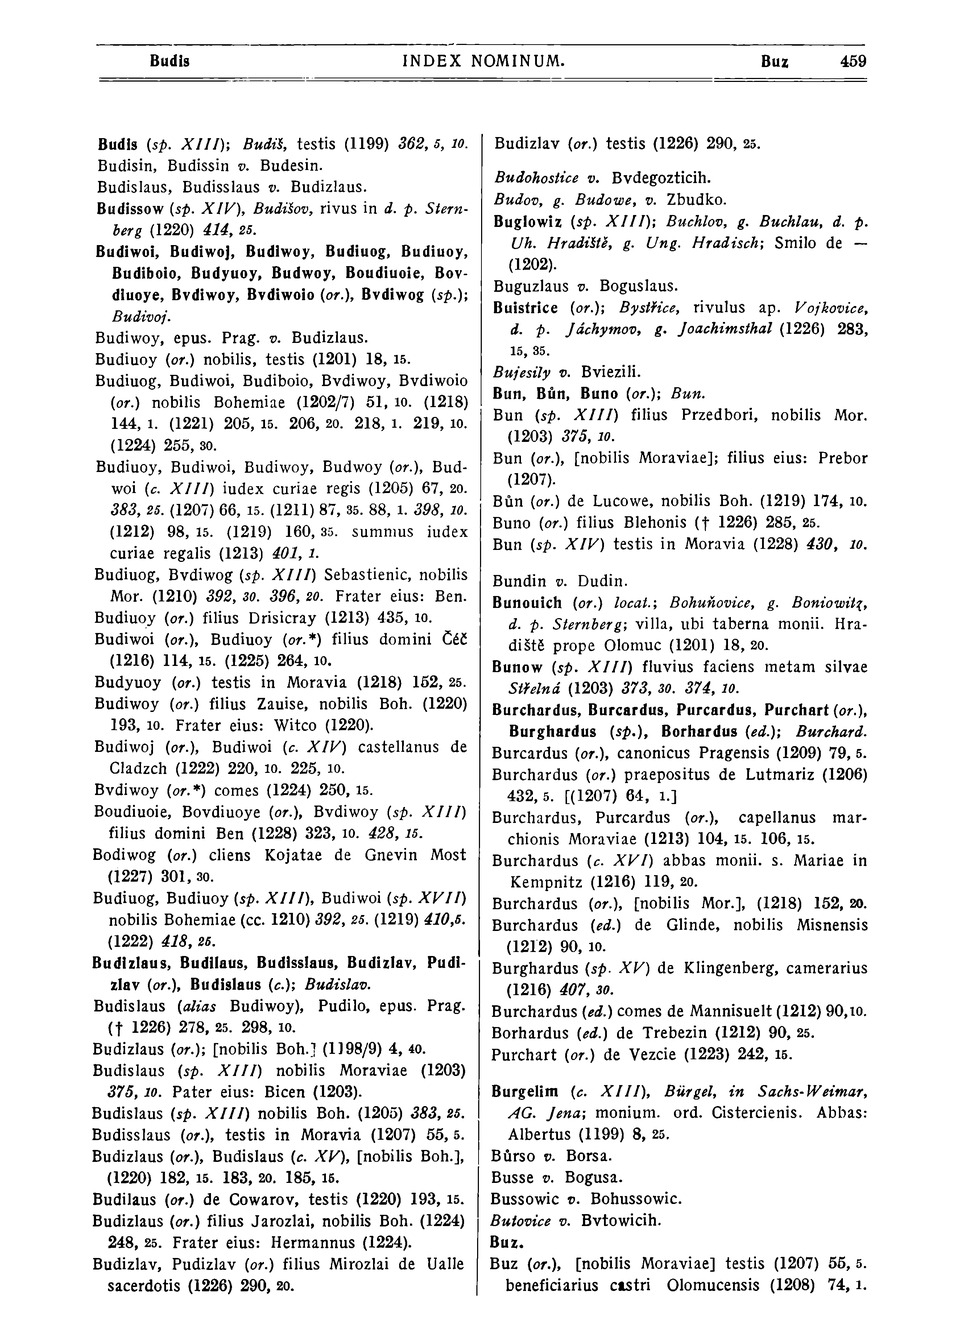 Budis INDEX NOMINUM. Buz 459
Budis (sp. XIII); Budiš, testis (1199) 362, 5, 10.
Budisin, Budissin v. Budesin.
Budislaus, Budisslaus v. Budizlaus.
Budissow (sp. XIV), Budišov, rivus in d. p. Stern-
berg (1220) 414, 25.
Budiwoi, Budiwoj, Budiwoy, Budiuog, Budiuoy,
Budiboio, Budyuoy, Budwoy, Boudiuoie, Bov-
diuoye, Bvdiwoy, Bvdiwoio (or.), Bvdiwog (sp.);
Budivoj.
Budiwoy, epus. Prag. v. Budizlaus.
Budiuoy (or.) nobilis, testis (1201) 18, 15.
Budiuog, Budiwoi, Budiboio, Bvdiwoy, Bvdiwoio
(or.) nobilis Bohemiae (1202/7) 51, 10. (1218)
144, 1. (1221) 205, 15. 206, 20. 218, 1. 219, 10.
(1224) 255, 30.
Budiuoy, Budiwoi, Budiwoy, Budwoy (or.), Bud-
woi (c. XIII) iudex curiae regis (1205) 67, 20.
383, 25. (1207) 66, 15. (1211) 87, 35. 88, 1. 398, 10.
(1212) 98, 15. (1219) 160, 35. summus iudex
curiae regalis (1213) 401, 1.
Budiuog, Bvdiwog (sp. XIII) Sebastienic, nobilis
Mor. (1210) 392, 30. 396, 20. Frater eius: Ben.
Budiuoy (or.) filius Drisicray (1213) 435, 10.
Budiwoi (or.), Budiuoy (or.*) filius domini Čéč
(1216) 114, 15. (1225) 264, 10.
Budyuoy (or.) testis in Moravia (1218) 152, 25.
Budiwoy (or.) filius Zauise, nobilis Boh. (1220)
193, 10. Frater eius: Witco (1220).
Budiwoj (or.), Budiwoi (c. XIV) castellanus de
Cladzch (1222) 220, 10. 225, 10.
Bvdiwoy (or.*) comes (1224) 250, 15.
Boudiuoie, Bovdiuoye (or.), Bvdiwoy (sp. XIII)
filius domini Ben (1228) 323, 10. 428, 15.
Bodiwog (or.) cliens Kojatae de Gnevin Most
(1227) 301, 30.
Budiuog, Budiuoy (sp. XIII), Budiwoi (sp. XVII)
nobilis Bohemiae (cc. 1210) 392, 25. (1219) 410,5.
(1222) 418, 25.
Budizlaus, Budilaus, Budisslaus, Budizlav, Pudi-
zlav (or.), Budislaus (c.); Budislav.
Budislaus (alias Budiwoy), Pudilo, epus. Prag.
(† 1226) 278, 25. 298, 10.
Budizlaus (or.); [nobilis Boh.] (1198/9) 4, 40.
Budislaus (sp. XIII) nobilis Moraviae (1203)
375, 10. Pater eius: Bicen (1203).
Budislaus (sp. XIII) nobilis Boh. (1205) 383, 25.
Budisslaus (or.), testis in Moravia (1207) 55, 5.
Budizlaus (or.), Budislaus (c. XV), [nobilis Boh.],
(1220) 182, 15. 183, 20. 185, 15.
Budilaus (or.) de Cowarov, testis (1220) 193, 15.
Budizlaus (or.) filius Jarozlai, nobilis Boh. (1224)
248, 25. Frater eius: Hermannus (1224).
Budizlav, Pudizlav (or.) filius Mirozlai de Ualle
sacerdotis (1226) 290, 20.
Budizlav (or.) testis (1226) 290, 25.
Budohostice v. Bvdegozticih.
Budov, g. Budowe, v. Zbudko.
Buglowiz (sp. XIII); Buchlov, g. Buchlau, d. p.
Uh. Hradiště, g. Ung. Hradisch; Smilo de —
(1202).
Buguzlaus v. Boguslaus.
Buistrice (or.); Bystřice, rivulus ap. Vojkovice,
d. p. Jáchymov, g. Joachimsthal (1226) 283,
15, 35.
Bujesily v. Bviezili.
Bun, Bůn, Buno (or.); Bun.
Bun (sp. XIII) filius Przedbori, nobilis Mor.
(1203) 375, 10.
Bun (or.), [nobilis Moraviae]; filius eius: Prebor
(1207).
Bůn (or.) de Lucowe, nobilis Boh. (1219) 174, 10.
Buno (or.) filius Blehonis († 1226) 285, 25.
Bun (sp. XIV) testis in Moravia (1228) 430, 10.
Bundin v. Dudin.
Bunouich (or.) locat.; Bohuňovice, g. Boniowitz,
d. p. Sternberg; villa, ubi taberna monii. Hra-
diště prope Olomuc (1201) 18, 20.
Bunow (sp. XIII) fluvius faciens metam silvae
Střelná (1203) 373, 30. 374, 10.
Burchardus, Burcardus, Purcardus, Purchart (or.),
Burghardus (sp.), Borhardus (ed.); Burchard.
Burcardus (or.), canonicus Pragensis (1209) 79, 5.
Burchardus (or.) praepositus de Lutmariz (1206)
432, 5. [(1207) 64, 1.]
Burchardus, Purcardus (or.), capellanus mar-
chionis Moraviae (1213) 104, 15. 106, 15.
Burchardus (c. XVI) abbas monii. s. Mariae in
Kempnitz (1216) 119, 20.
Burchardus (or.), [nobilis Mor.], (1218) 152, 20.
Burchardus (ed.) de Glinde, nobilis Misnensis
(1212) 90, 10.
Burghardus (sp. XV) de Klingenberg, camerarius
(1216) 407, 30.
Burchardus (ed.) comes de Mannisuelt (1212) 90,10.
Borhardus (ed.) de Trebezin (1212) 90, 25.
Purchart (or.) de Vezcie (1223) 242, 15.
Burgelim (c. XIII), Bürgel, in Sachs-Weimar,
AG. Jena; monium. ord. Cistercienis. Abbas:
Albertus (1199) 8, 25.
Bůrso v. Borsa.
Busse v. Bogusa.
Bussowic v. Bohussowic.
Butovice v. Bvtowicih.
Buz.
Buz (or.), [nobilis Moraviae] testis (1207) 55, 5.
beneficiarius castri Olomucensis (1208) 74, 1.